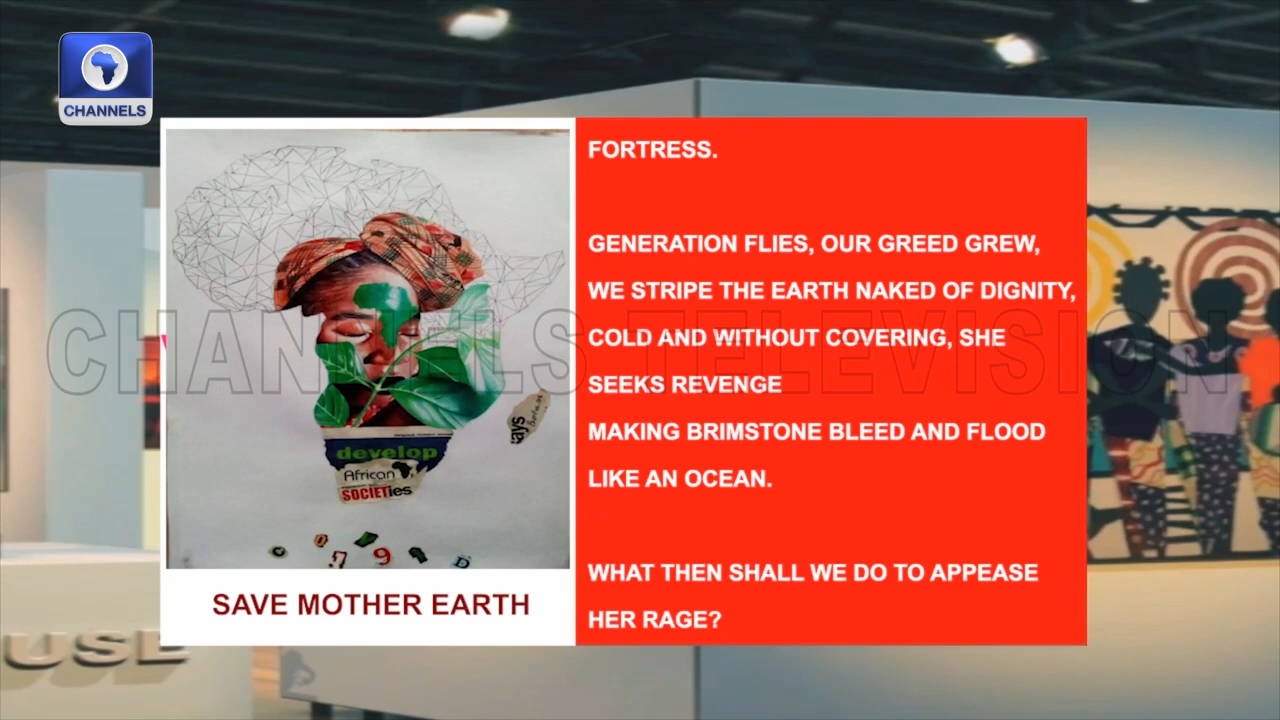 CHANNELS
FORTRESS.
GENERATION FLIES, OUR GREED GREW,
WE STRIPE THE EARTH NAKED OF DIGNITY,
COLD AND WITHOUT COVERING, SHE
SEEKS REVENGE
MAKING BRIMSTONE BLEED AND FLOOD
LIKE AN OCEAN.
WHAT THEN SHALL WE DO TO APPEASE
HER RAGE?
CHANNELS TELEVISION
develop
African
SOCIETies
SAVE MOTHER EARTH
USE